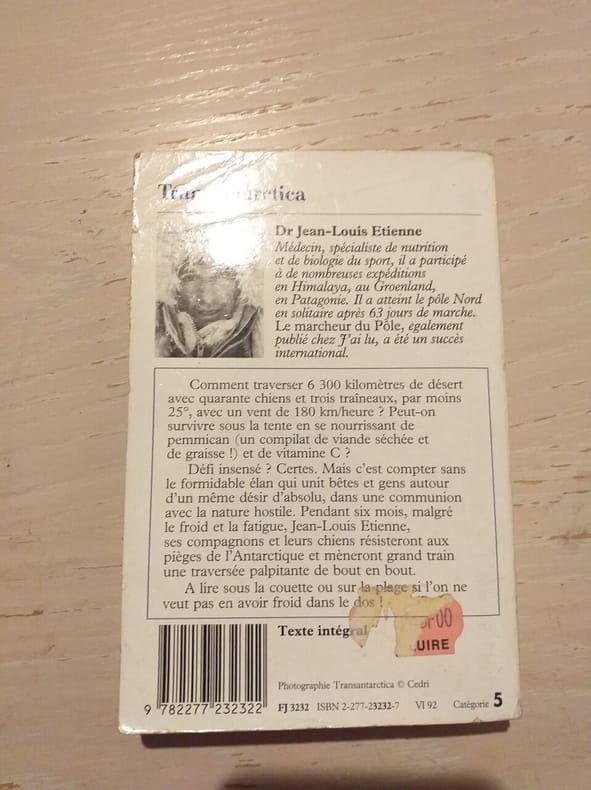 Transantarctica
Dr Jean-Louis Etienne
Médecin, spécialiste de nutrition
et de biologie du sport, il a participé
à de nombreuses expéditions
en Himalaya, au Groenland,
en Patagonie. Il a atteint le pôle Nord
en solitaire après 63 jours de marche.
Le marcheur du Pôle, également
publié chez J'ai lu, a été un succès
international.
Comment traverser 6 300 kilomètres de désert
avec quarante chiens et trois traîneaux, par moins
25°, avec un vent de 180 km/heure ? Peut-on
survivre sous la tente en se nourrissant de
pemmican (un compilat de viande séchée et
de graisse !) et de vitamine C ?
Défi insensé ? Certes. Mais c'est compter sans
le formidable élan qui unit bêtes et gens autour
d'un même désir d'absolu, dans une communion
avec la nature hostile. Pendant six mois, malgré
le froid et la fatigue, Jean-Louis Etienne,
ses compagnons et leurs chiens résisteront aux
pièges de l'Antarctique et mèneront grand train
une traversée palpitante de bout en bout.
A lire sous la couette ou sur la plage si l'on ne
veut pas en avoir froid dans le dos !
Texte intégral
UIRE
Photographie Transantarctica © Cedri
9 782277 232322 FJ 3232 ISBN 2-277-23232-7 VI 92 Catégorie 5